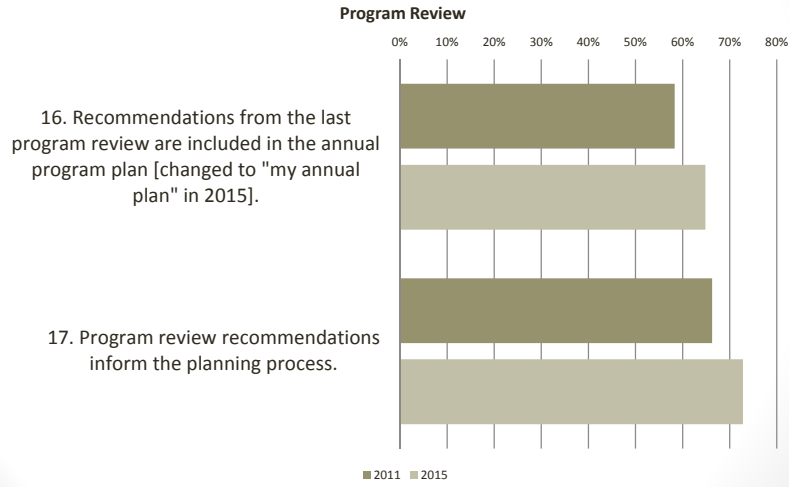 Program Review
0% 10% 20% 30% 40% 50% 60% 70% 80%
16. Recommendations from the last
program review are included in the annual
program plan [changed to "my annual
plan" in 2015].
17. Program review recommendations
inform the planning process.
2011 2015